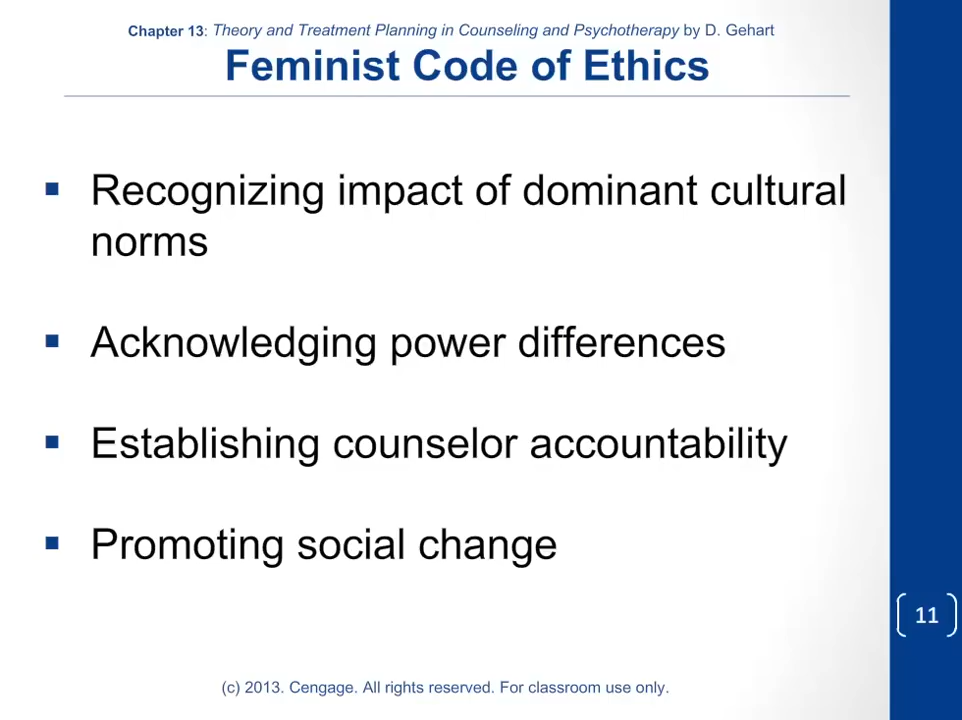 Chapter 13: Theory and Treatment Planning in Counseling and Psychotherapy by D. Gehart
Feminist Code of Ethics
▪ Recognizing impact of dominant cultural
norms
▪ Acknowledging power differences
▪ Establishing counselor accountability
▪ Promoting social change
11
(c) 2013. Cengage. All rights reserved. For classroom use only.